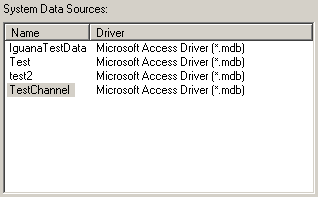 System Data Sources:
Name Driver
IguanaTestData Microsoft Access Driver (*.mdb)
Test Microsoft Access Driver (*.mdb)
test2 Microsoft Access Driver (*.mdb)
TestChannel Microsoft Access Driver (*.mdb)